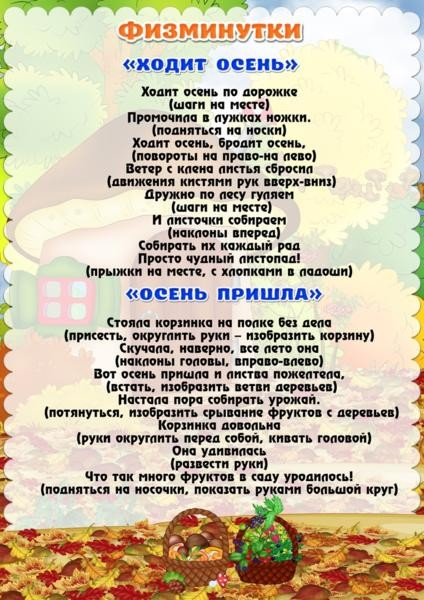 ФИЗМИНУТКИ
«ХОДИТ ОСЕНЬ»
Ходит осень по дорожке
(шаги на месте)
Промочила в лужках ножки.
(подняться на носки)
Ходит осень, бродит осень,
(повороты на право-на лево)
Ветер с клена листья сбросил
(движения кистями рук вверх-вниз)
Дружно по лесу гуляем
(шаги на месте)
И листочки собираем
(наклоны вперед)
Собирать их каждый рад
Просто чудный листопад!
(прыжки на месте, с хлопками в ладоши)
«ОСЕНЬ ПРИШЛА»
Стояла корзинка на полке без дела
(присесть, округлить руки – изобразить корзину)
Скучала, наверно, все лето она
(наклоны головы, вправо-влево)
Вот осень пришла и листва пожелтела,
(встать, изобразить ветви деревьев)
Настала пора собирать урожай.
(потянуться, изобразить срывание фруктов с деревьев)
Корзинка довольна
(руки округлить перед собой, кивать головой)
Она удивилась
(развести руки)
Что так много фруктов в саду уродилось!
(подняться на носочки, показать руками большой круг)